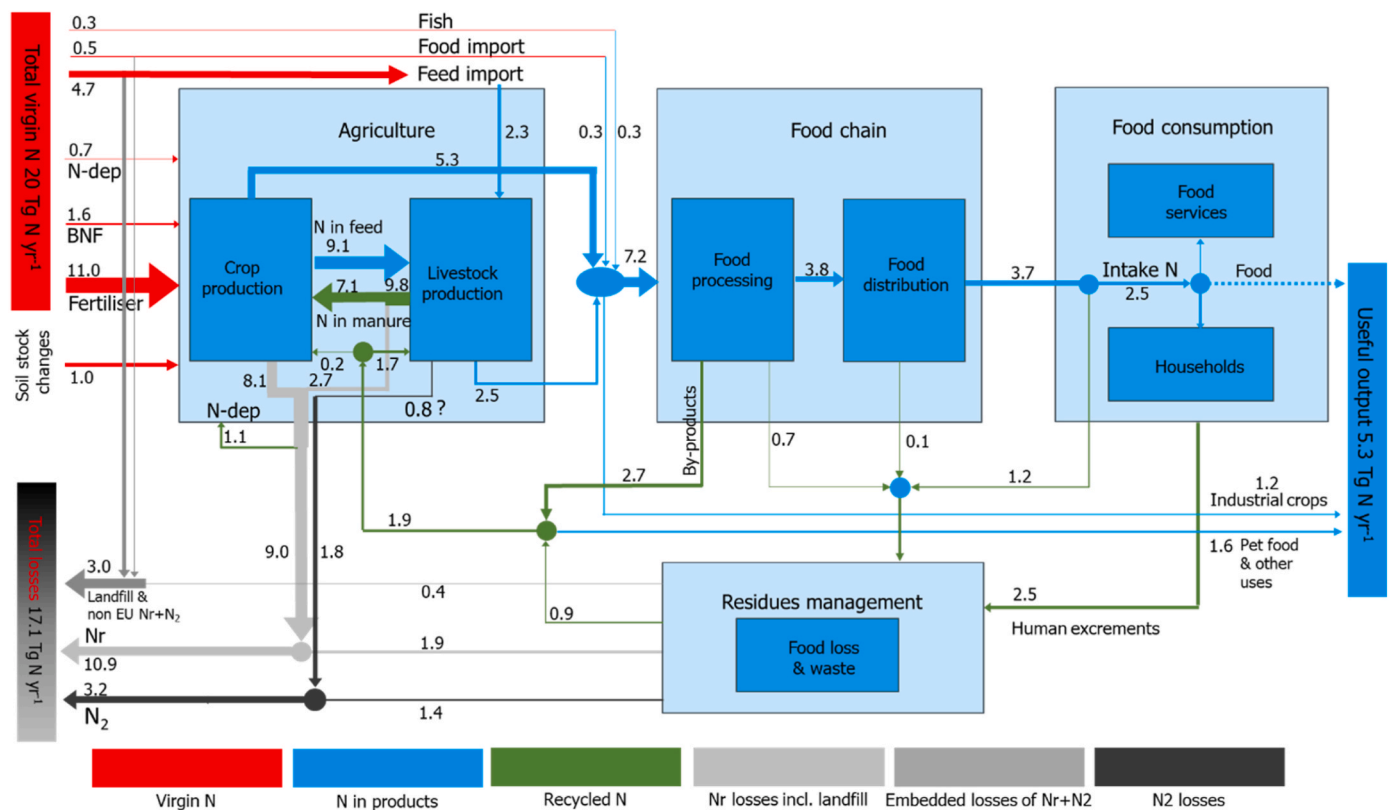 Total virgin N 20 Tg N yr⁻¹
0.3
Fish
0.5
Food import
4.7
Feed import
0.7
N-dep
1.6
BNF
11.0
Fertiliser
Soil stock
changes
1.0
Agriculture
5.3
2.3
0.3
0.3
Crop
production
N in feed
9.1
7.1
9.8
N in manure
Livestock
production
0.2
1.7
8.1
2.7
2.5
0.8 ?
N-dep
1.1
7.2
Food chain
Food
processing
3.8
Food
distribution
3.7
By-products
0.7
0.1
2.7
1.9
Food consumption
Food
services
Intake N
2.5
Food
Households
1.2
1.2
Industrial crops
1.6 Pet food
& other
uses
Useful output 5.3 Tg N yr⁻¹
2.5
Human excrements
Residues management
Food loss
& waste
0.9
9.0
1.8
0.4
1.9
1.4
Total losses 17.1 Tg N yr⁻¹
3.0
Landfill &
non EU Nr+N₂
Nr
10.9
3.2
N₂
Virgin N
N in products
Recycled N
Nr losses incl. landfill
Embedded losses of Nr+N2
N2 losses